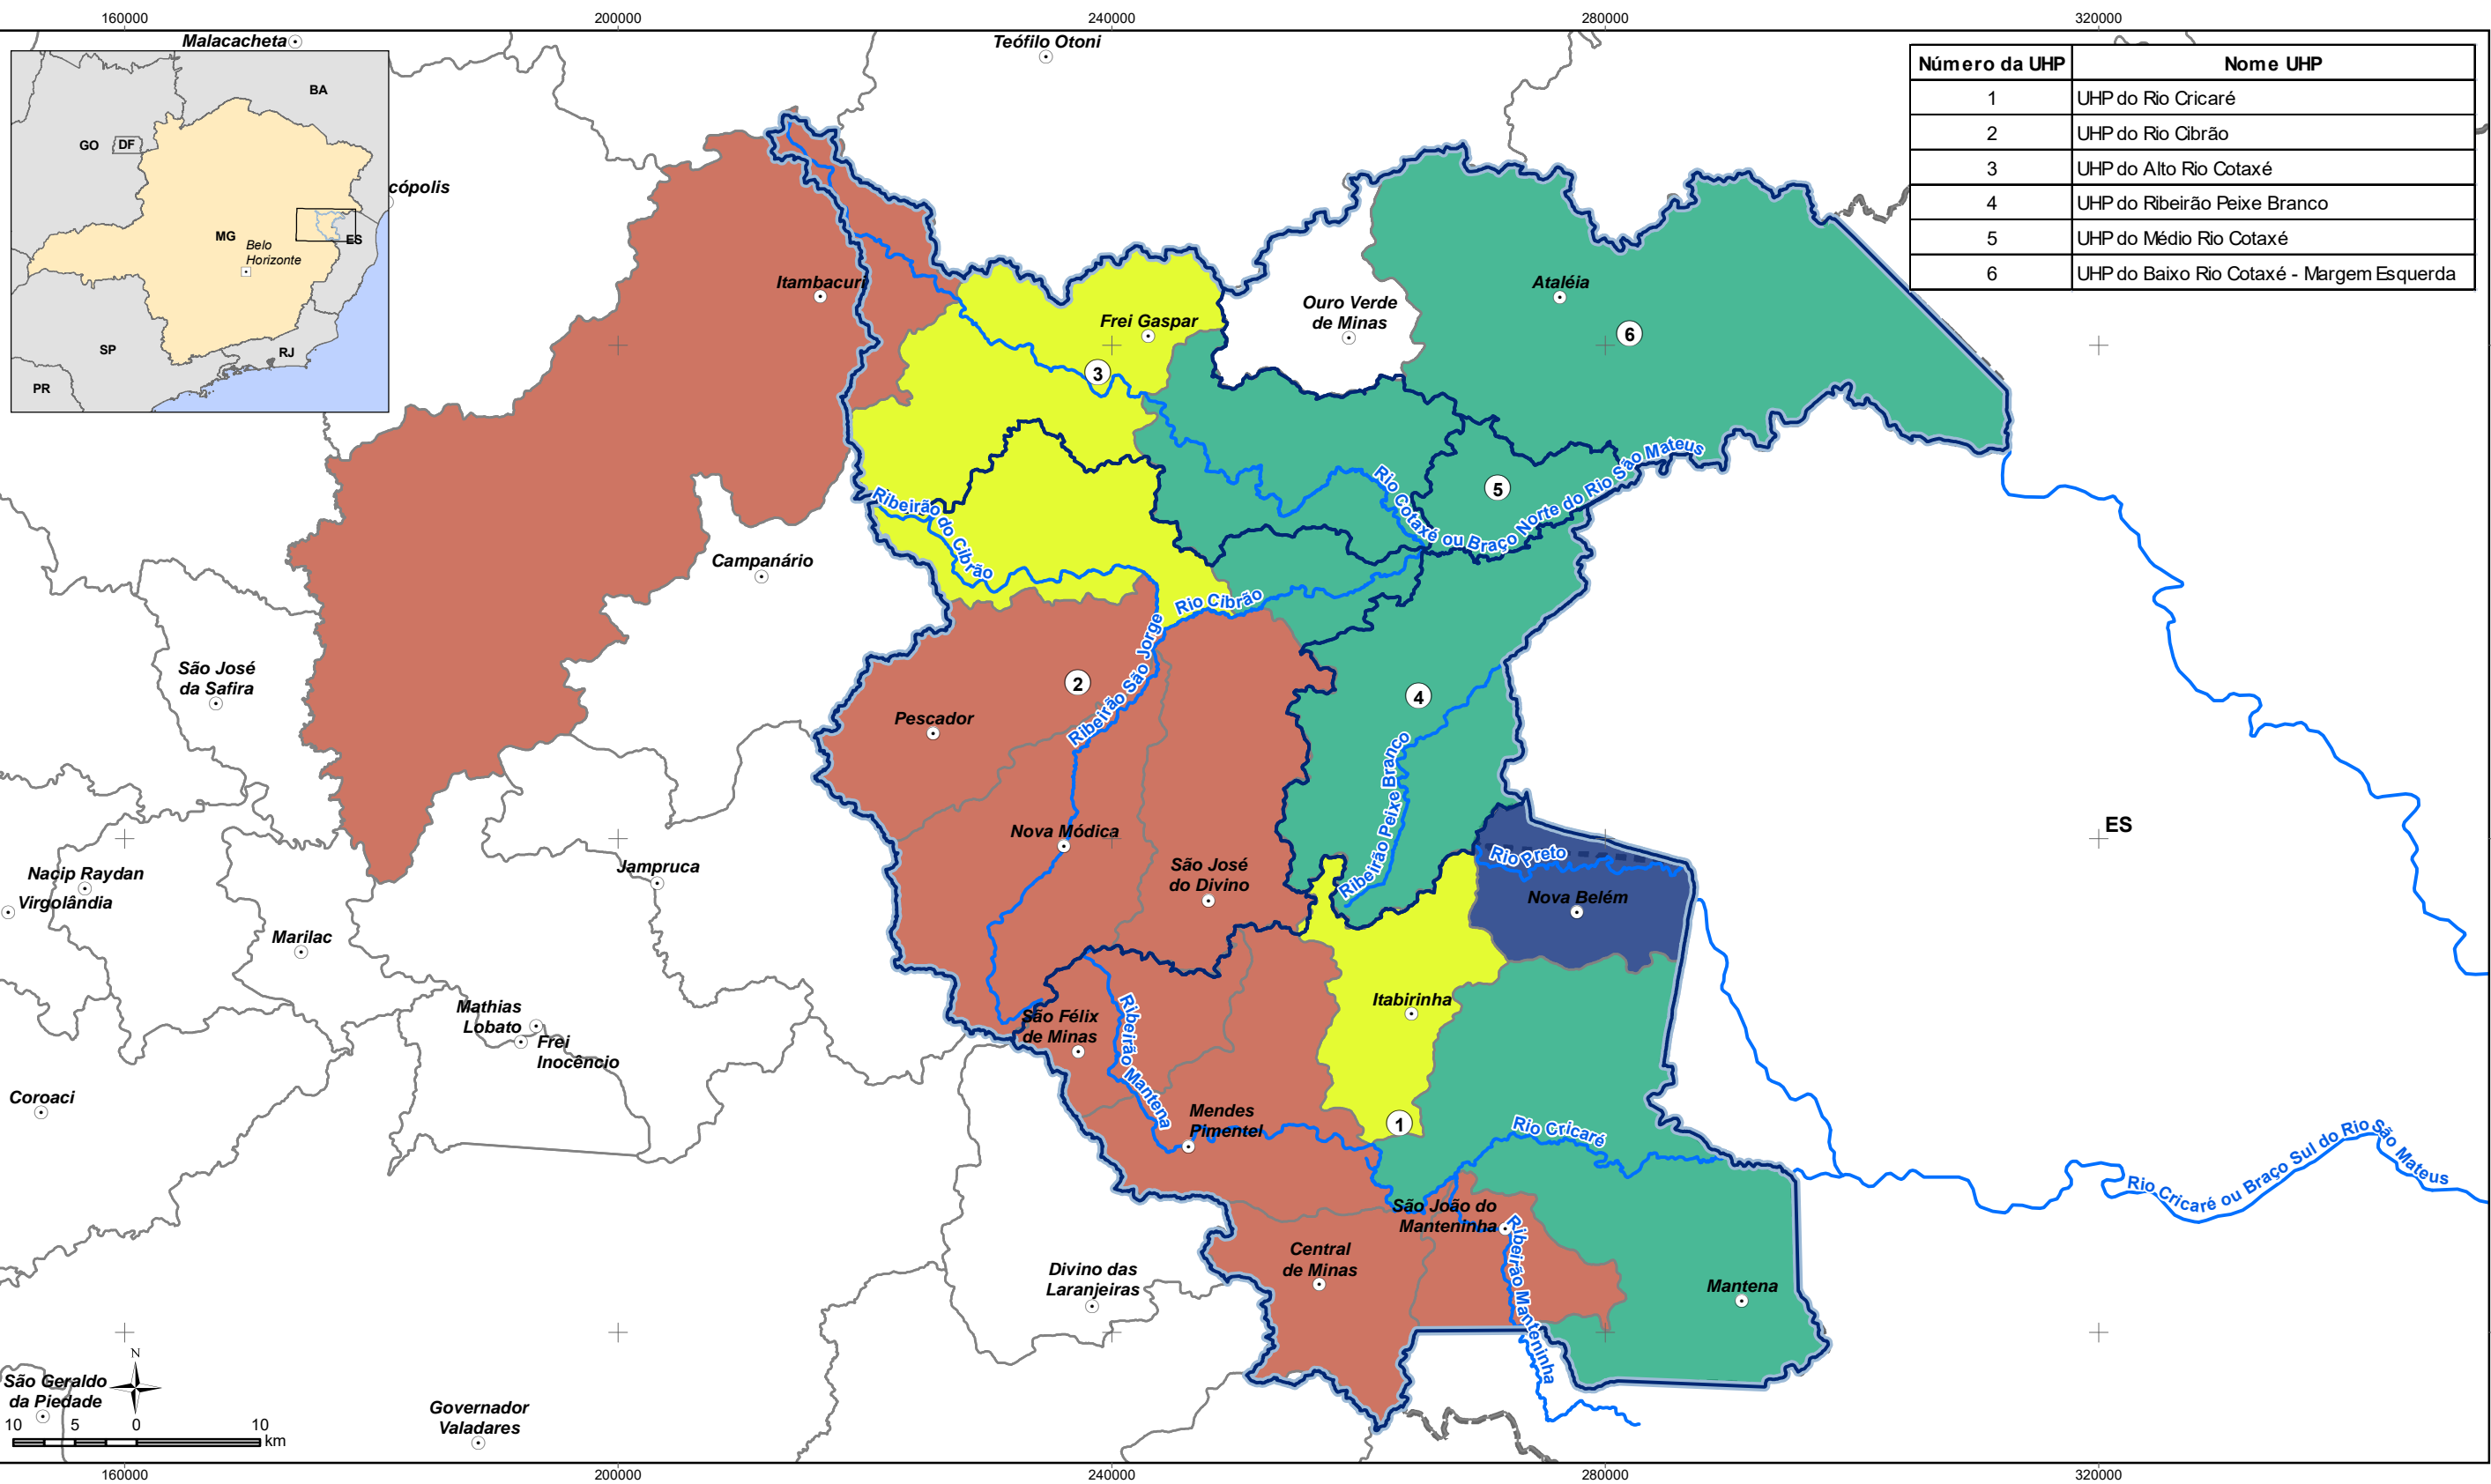 160000
200000
240000
280000
320000
Malacacheta
Teófilo Otoni
BA
GO
DF
MG
Belo
Horizonte
ES
SP
RJ
PR
cópolis
Número da UHP
Nome UHP
1
UHP do Rio Cricaré
2
UHP do Rio Cibrão
3
UHP do Alto Rio Cotaxé
4
UHP do Ribeirão Peixe Branco
5
UHP do Médio Rio Cotaxé
6
UHP do Baixo Rio Cotaxé - Margem Esquerda
Itambacuri
Frei Gaspar
Ouro Verde
de Minas
Ataléia
6
3
5
Ribeirão do Cibrão
Rio Cotaxé ou Braço Norte do Rio São Mateus
Campanário
Rio Cibrão
São José
da Safira
Ribeirão São Jorge
2
4
Pescador
Ribeirão Peixe Branco
Nova Módica
ES
Rio Preto
Jampruca
São José
do Divino
Nacip Raydan
Virgolândia
Nova Belém
Marilac
Itabirinha
Mathias
Lobato
Frei
Inocêncio
São Félix
de Minas
Ribeirão Mantena
Coroaci
Mendes
Pimentel
1
Rio Cricaré
Rio Cricaré ou Braço Sul do Rio São Mateus
São João do
Manteninha
Ribeirão Manteninha
Central
de Minas
Divino das
Laranjeiras
Mantena
N
São Geraldo
da Piedade
10
5
0
10
km
Governador
Valadares
160000
200000
240000
280000
320000